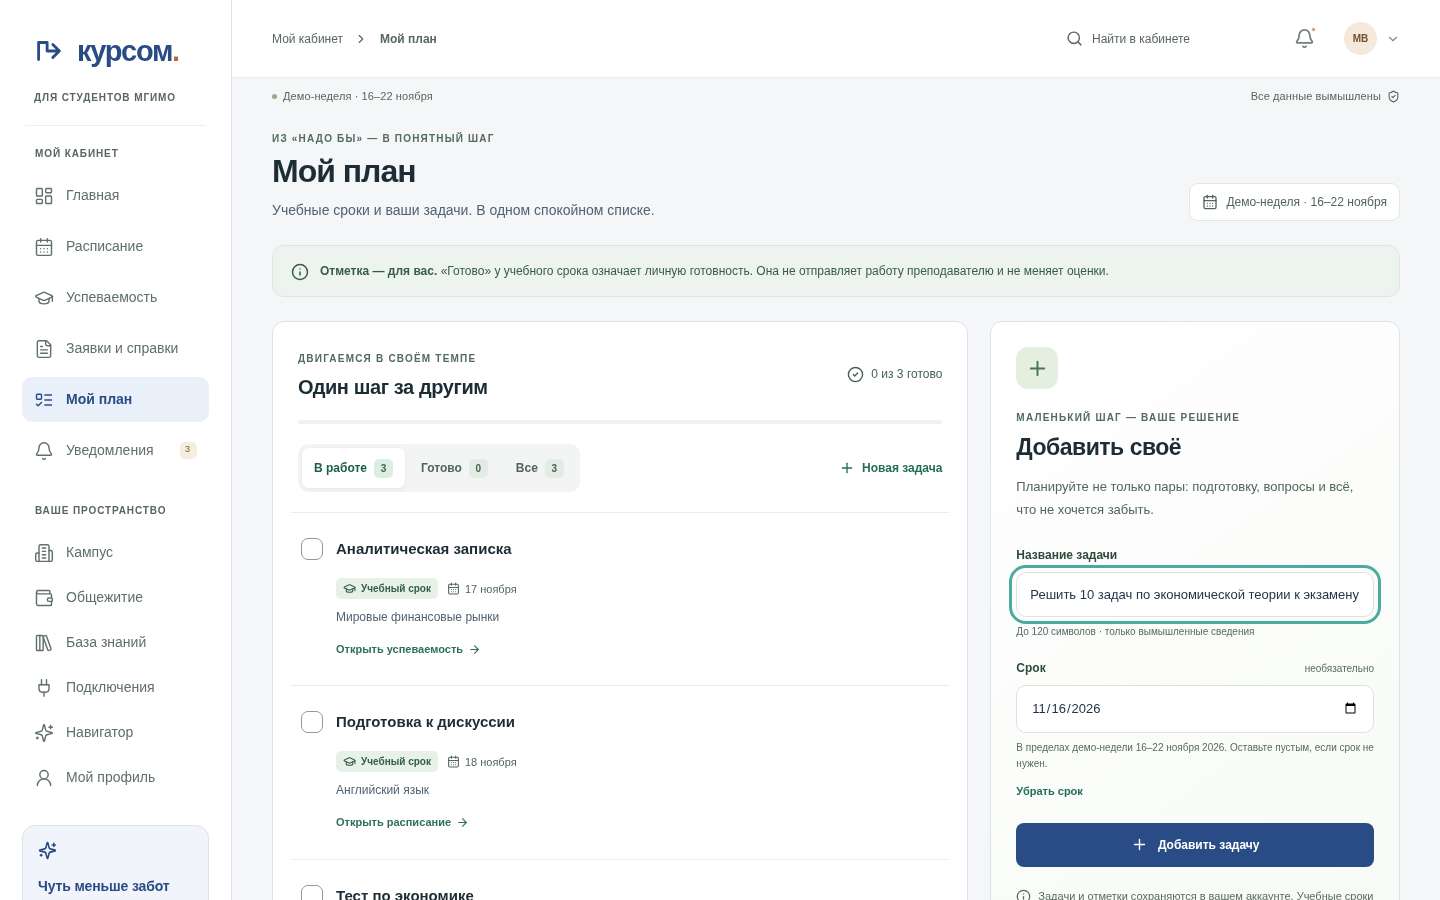 курсом.
ДЛЯ СТУДЕНТОВ МГИМО
МОЙ КАБИНЕТ
Главная
Расписание
Успеваемость
Заявки и справки
Мой план
Уведомления 3
ВАШЕ ПРОСТРАНСТВО
Кампус
Общежитие
База знаний
Подключения
Навигатор
Мой профиль
Чуть меньше забот
Мой кабинет > Мой план
Найти в кабинете
МВ
Демо-неделя · 16–22 ноября
Все данные вымышлены
ИЗ «НАДО БЫ» — В ПОНЯТНЫЙ ШАГ
Мой план
Учебные сроки и ваши задачи. В одном спокойном списке.
Демо-неделя · 16–22 ноября
Отметка — для вас. «Готово» у учебного срока означает личную готовность. Она не отправляет работу преподавателю и не меняет оценки.
ДВИГАЕМСЯ В СВОЁМ ТЕМПЕ
Один шаг за другим
0 из 3 готово
В работе 3 Готово 0 Все 3
Новая задача
Аналитическая записка
Учебный срок 17 ноября
Мировые финансовые рынки
Открыть успеваемость
Подготовка к дискуссии
Учебный срок 18 ноября
Английский язык
Открыть расписание
Тест по экономике
МАЛЕНЬКИЙ ШАГ — ВАШЕ РЕШЕНИЕ
Добавить своё
Планируйте не только пары: подготовку, вопросы и всё,
что не хочется забыть.
Название задачи
Решить 10 задач по экономической теории к экзамену
До 120 символов · только вымышленные сведения
Срок необязательно
11/16/2026
В пределах демо-недели 16–22 ноября 2026. Оставьте пустым, если срок не
нужен.
Убрать срок
Добавить задачу
Задачи и отметки сохраняются в вашем аккаунте. Учебные сроки